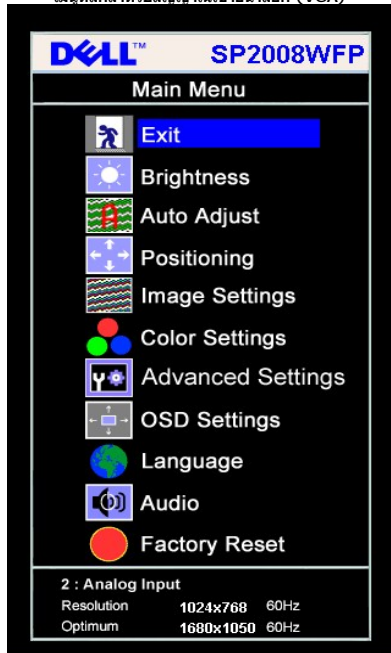 (VGA)
DELL™ SP2008WFP
Main Menu
Exit
Brightness
Auto Adjust
Positioning
Image Settings
Color Settings
Advanced Settings
OSD Settings
Language
Audio
Factory Reset
2 : Analog Input
Resolution 1024x768 60Hz
Optimum 1680x1050 60Hz